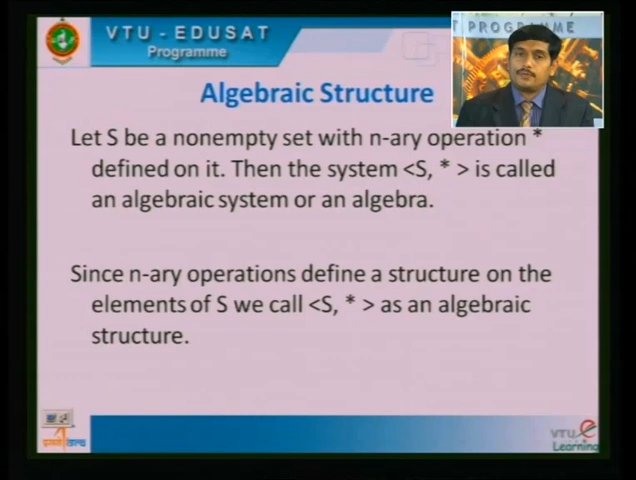 VTU - EDUSAT
Programme
T PROGRAMME
Algebraic Structure
Let S be a nonempty set with n-ary operation *
defined on it. Then the system <S, * > is called
an algebraic system or an algebra.
Since n-ary operations define a structure on the
elements of S we call <S, * > as an algebraic
structure.
VTU e
Learning